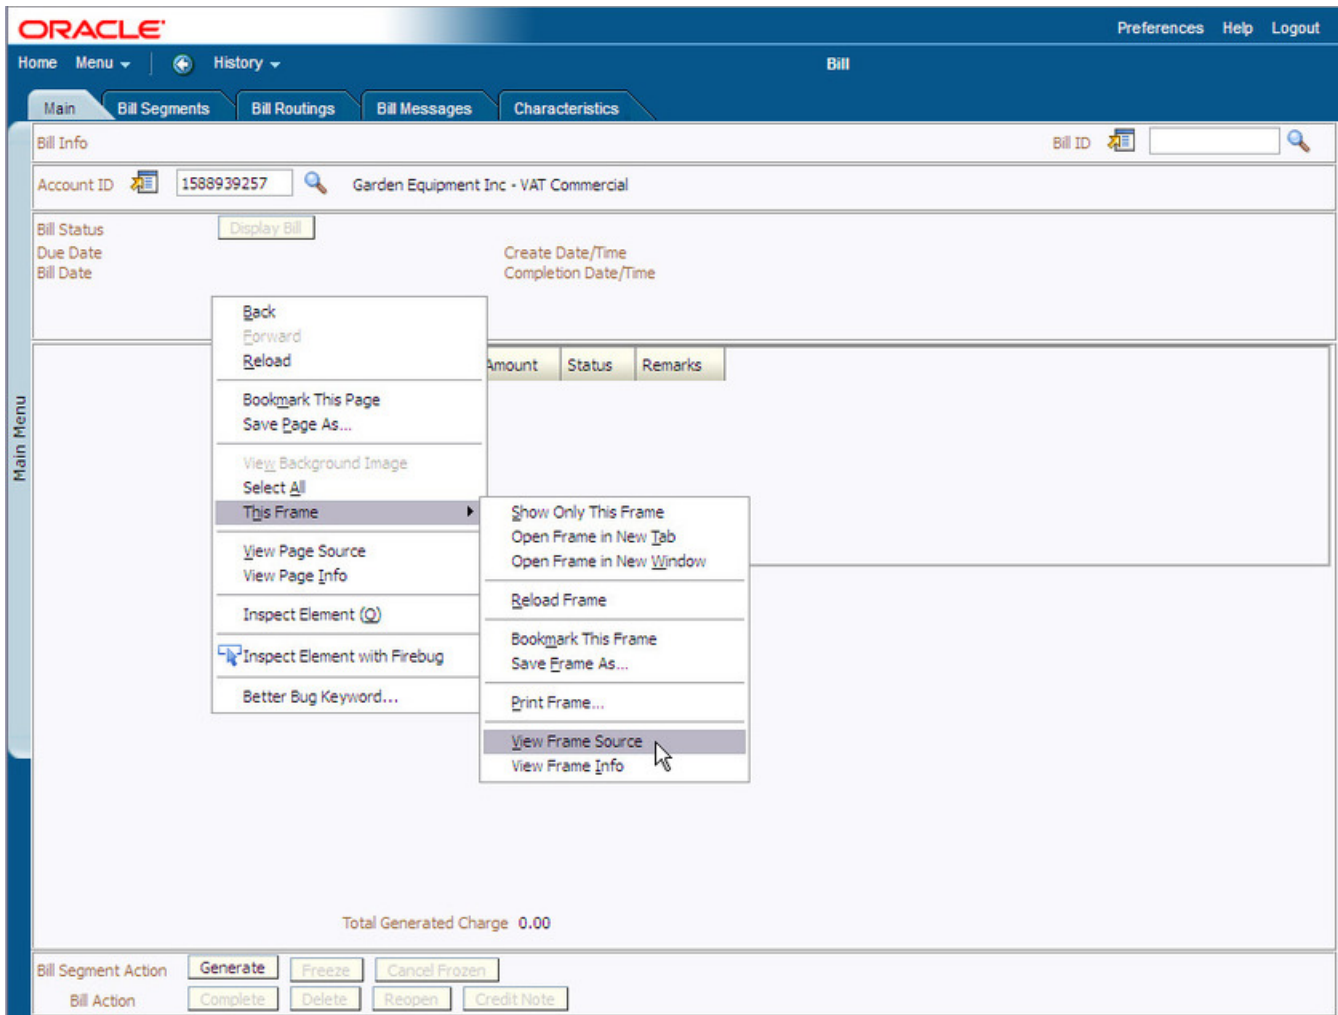 ORACLE
Preferences Help Logout
Home Menu History Bill
Main Bill Segments Bill Routings Bill Messages Characteristics
Bill Info Bill ID
Account ID 1588939257 Garden Equipment Inc - VAT Commercial
Bill Status Display Bill
Due Date Create Date/Time
Bill Date Completion Date/Time
Amount Status Remarks
Main Menu
Back
Forward
Reload
Bookmark This Page
Save Page As...
View Background Image
Select All
This Frame
View Page Source
View Page Info
Inspect Element (Q)
Inspect Element with Firebug
Better Bug Keyword...
Show Only This Frame
Open Frame in New Tab
Open Frame in New Window
Reload Frame
Bookmark This Frame
Save Frame As...
Print Frame...
View Frame Source
View Frame Info
Total Generated Charge 0.00
Bill Segment Action Generate Freeze Cancel Frozen
Bill Action Complete Delete Reopen Credit Note